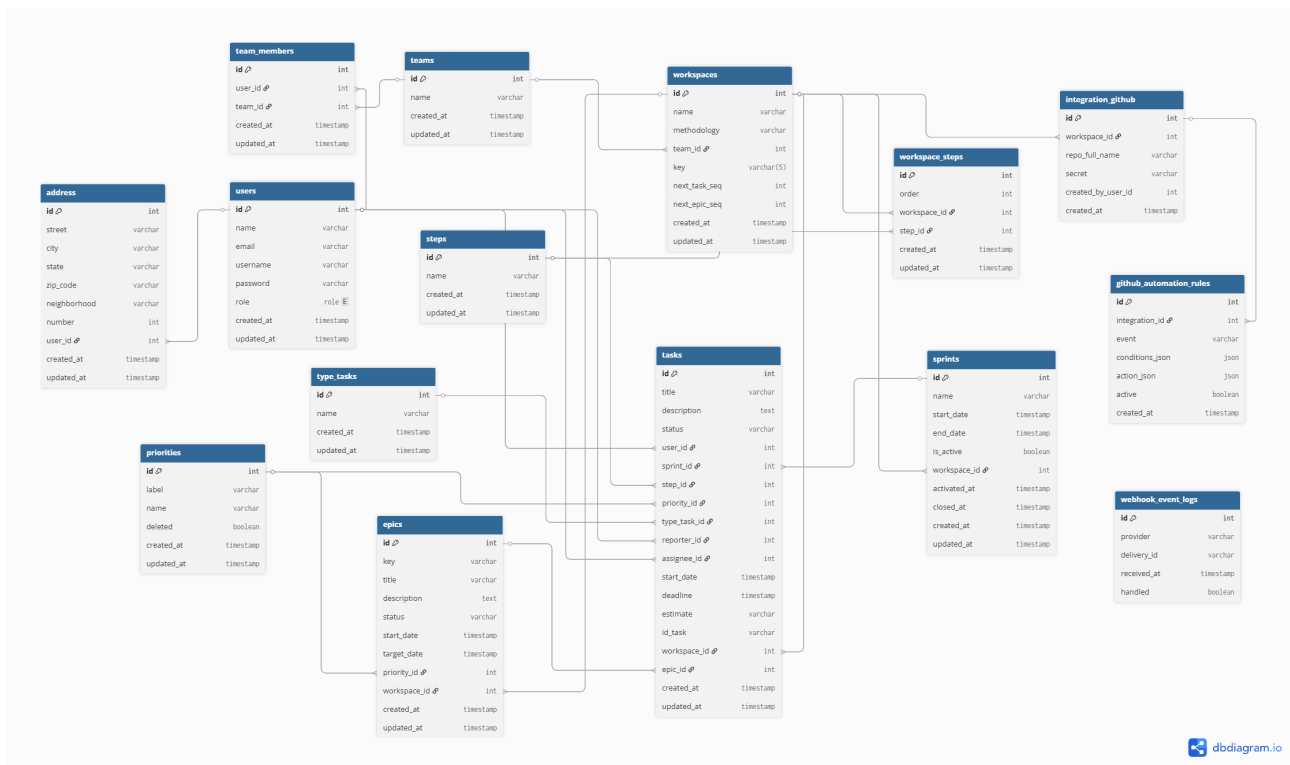 team_members
id int
user_id int
team_id int
created_at timestamp
updated_at timestamp
teams
id int
name varchar
created_at timestamp
updated_at timestamp
workspaces
id int
name varchar
methodology varchar
team_id int
key varchar(5)
next_task_seq int
next_epic_seq int
created_at timestamp
updated_at timestamp
integration_github
id int
workspace_id int
repo_full_name varchar
secret varchar
created_by_user_id int
created_at timestamp
workspace_steps
id int
order int
workspace_id int
step_id int
created_at timestamp
updated_at timestamp
address
id int
street varchar
city varchar
state varchar
zip_code varchar
neighborhood varchar
number int
user_id int
created_at timestamp
updated_at timestamp
users
id int
name varchar
email varchar
username varchar
password varchar
role role E
created_at timestamp
updated_at timestamp
steps
id int
name varchar
created_at timestamp
updated_at timestamp
github_automation_rules
id int
integration_id int
event varchar
conditions_json json
action_json json
active boolean
created_at timestamp
type_tasks
id int
name varchar
created_at timestamp
updated_at timestamp
tasks
id int
title varchar
description text
status varchar
user_id int
sprint_id int
step_id int
priority_id int
type_task_id int
reporter_id int
assignee_id int
start_date timestamp
deadline timestamp
estimate varchar
id_task varchar
workspace_id int
epic_id int
created_at timestamp
updated_at timestamp
sprints
id int
name varchar
start_date timestamp
end_date timestamp
is_active boolean
workspace_id int
activated_at timestamp
closed_at timestamp
created_at timestamp
updated_at timestamp
priorities
id int
label varchar
name varchar
deleted boolean
created_at timestamp
updated_at timestamp
epics
id int
key varchar
title varchar
description text
status varchar
start_date timestamp
target_date timestamp
priority_id int
workspace_id int
created_at timestamp
updated_at timestamp
webhook_event_logs
id int
provider varchar
delivery_id varchar
received_at timestamp
handled boolean
dbdiagram.io